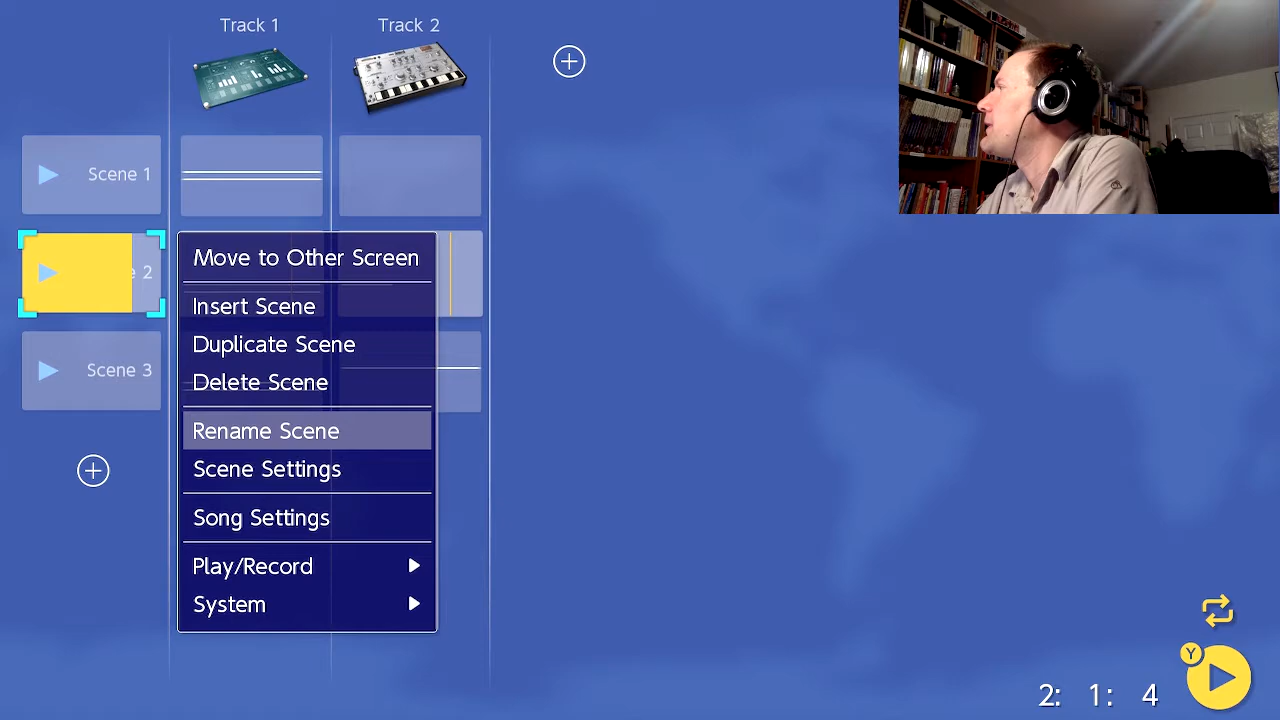 Track 1
Track 2
Scene 1
e 2
Scene 3
Move to Other Screen
Insert Scene
Duplicate Scene
Delete Scene
Rename Scene
Scene Settings
Song Settings
Play/Record
System
Y
2: 1: 4